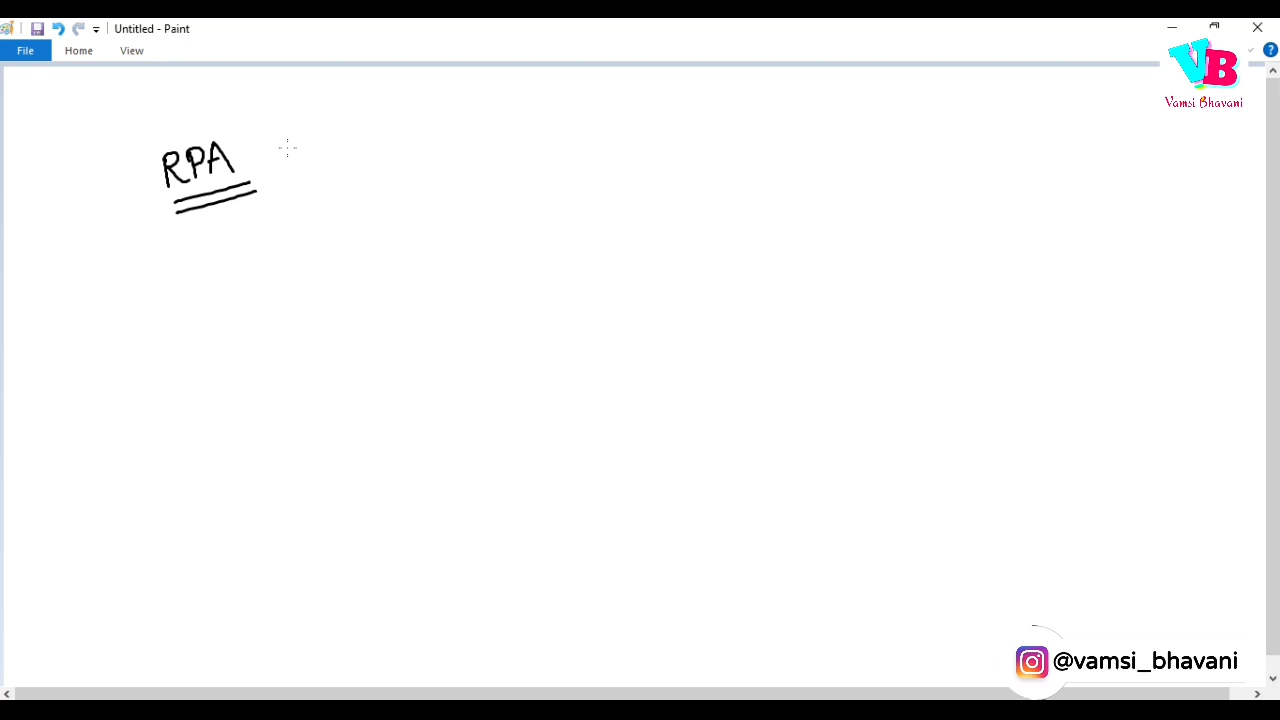 Untitled - Paint
File Home View
VB
Vamsi Bhavani
RPA
@vamsi_bhavani